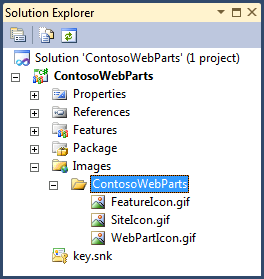 Solution Explorer
Solution 'ContosoWebParts' (1 project)
ContosoWebParts
Properties
References
Features
Package
Images
ContosoWebParts
FeatureIcon.gif
SiteIcon.gif
WebPartIcon.gif
key.snk